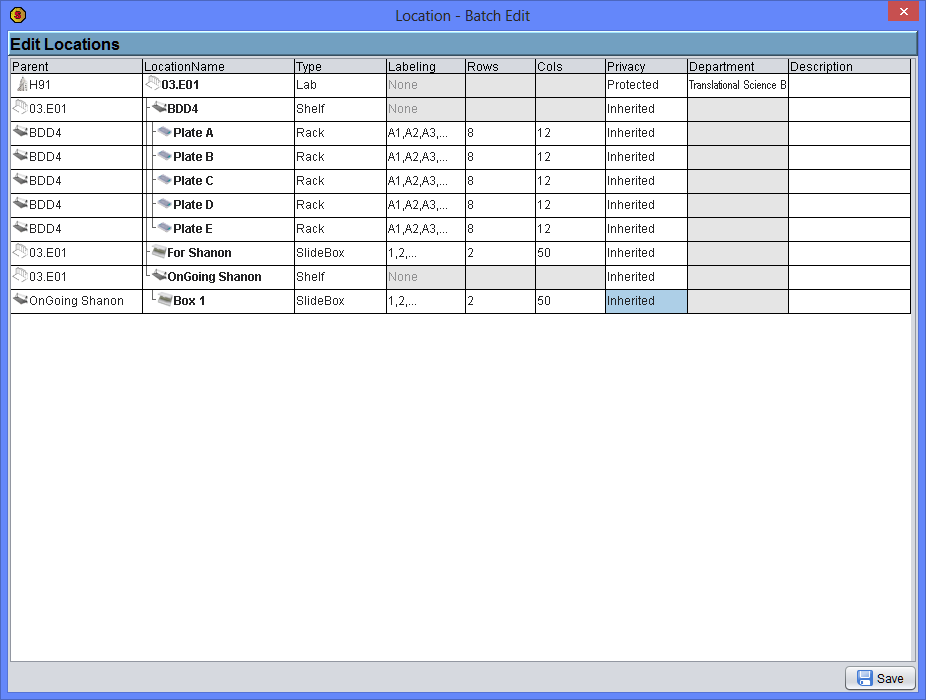 Location - Batch Edit
Edit Locations
Parent LocationName Type Labeling Rows Cols Privacy Department Description
H91 03.E01 Lab None Protected Translational Science B
03.E01 BDD4 Shelf None Inherited
BDD4 Plate A Rack A1,A2,A3,... 8 12 Inherited
BDD4 Plate B Rack A1,A2,A3,... 8 12 Inherited
BDD4 Plate C Rack A1,A2,A3,... 8 12 Inherited
BDD4 Plate D Rack A1,A2,A3,... 8 12 Inherited
BDD4 Plate E Rack A1,A2,A3,... 8 12 Inherited
03.E01 For Shanon SlideBox 1,2,... 2 50 Inherited
03.E01 OnGoing Shanon Shelf None Inherited
OnGoing Shanon Box 1 SlideBox 1,2,... 2 50 Inherited
Save